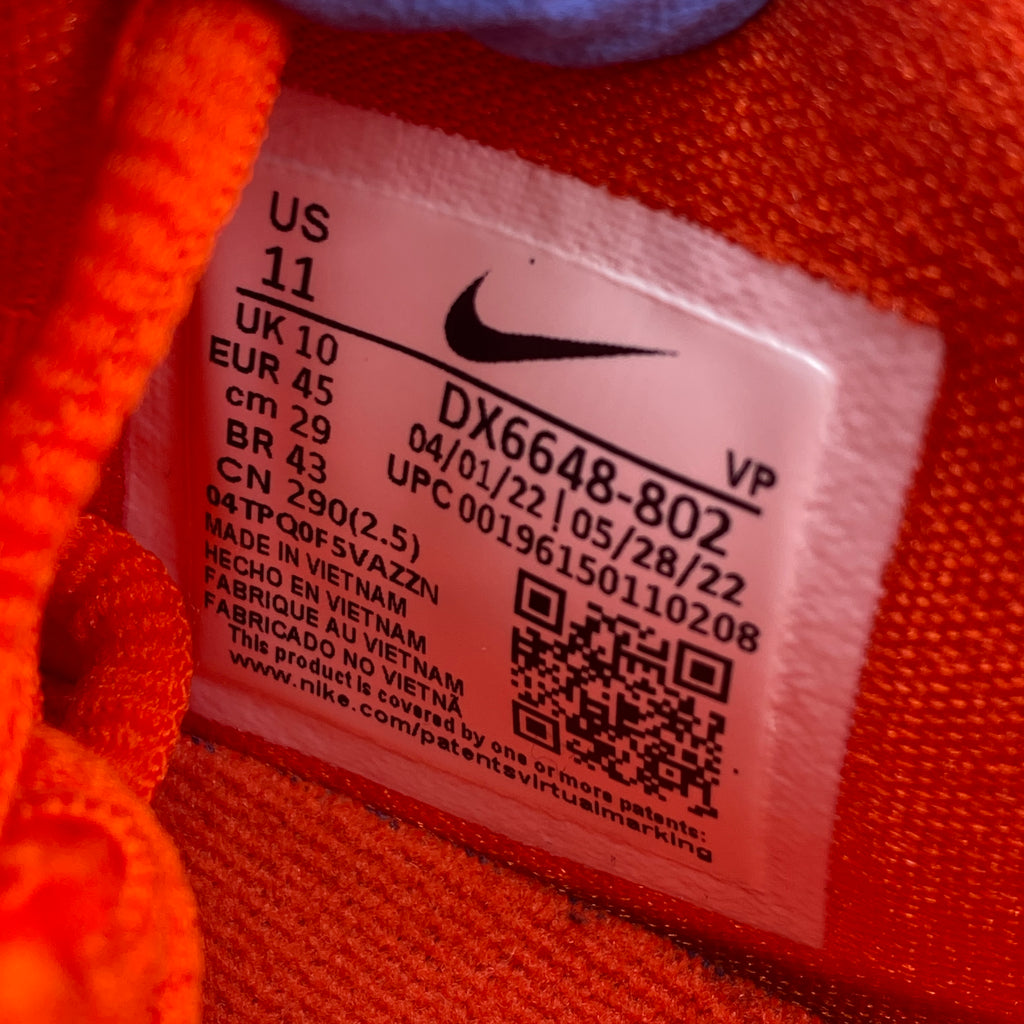 US
11
UK 10
EUR 45
cm 29
BR 43
CN 290(2.5)
VP
DX6648-802
04/01/22 | 05/28/22
UPC 00196150110208
04TPQ0F5VAZZN
MADE IN VIETNAM
HECHO EN VIETNAM
FABRIQUE AU VIETNAM
FABRICADO NO VIETNÃ
This product is covered by one or more patents:
www.nike.com/patentsvirtualmarking